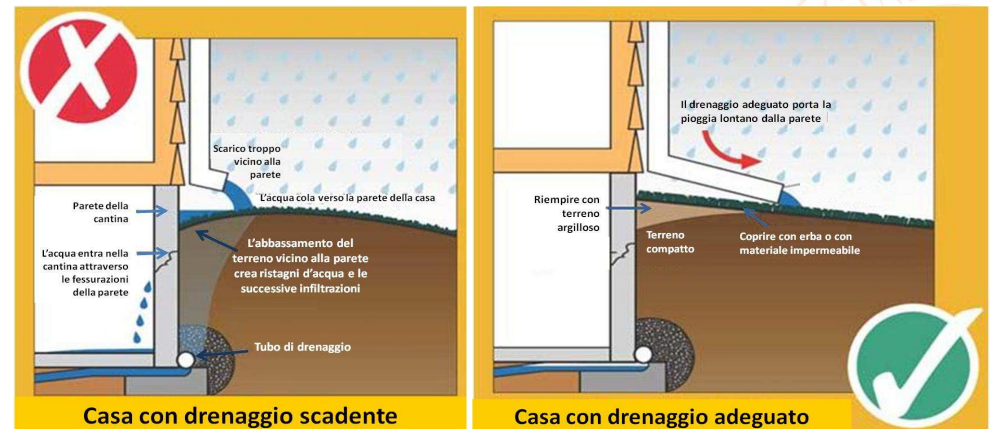 Scarico troppo
vicino alla
parete
L'acqua cola verso la parete della casa
Parete della
cantina
L'acqua entra nella
cantina attraverso
le fessurazioni
della parete
L'abbassamento del
terreno vicino alla parete
crea ristagni d'acqua e le
successive infiltrazioni
Tubo di drenaggio
Casa con drenaggio scadente
Il drenaggio adeguato porta la
pioggia lontano dalla parete
Riempire con
terreno
argilloso
Terreno
compatto
Coprire con erba o con
materiale impermeabile
Casa con drenaggio adeguato